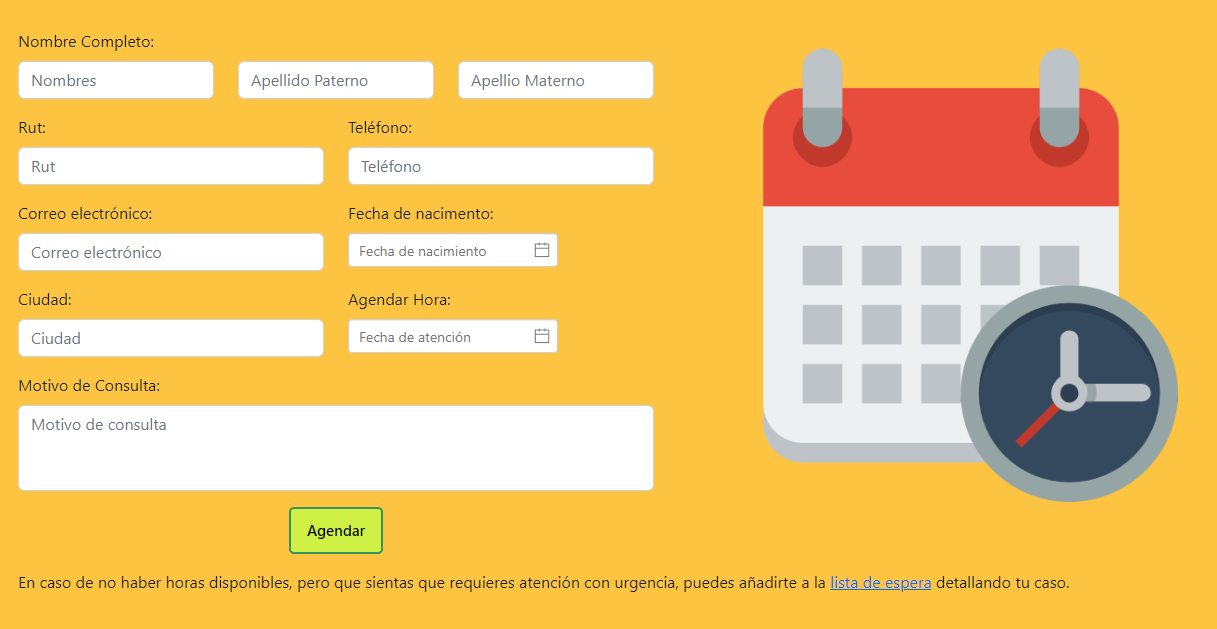 Nombre Completo:
Nombres Apellido Paterno Apellio Materno
Rut: Teléfono:
Rut Teléfono
Correo electrónico: Fecha de nacimento:
Correo electrónico Fecha de nacimiento
Ciudad: Agendar Hora:
Ciudad Fecha de atención
Motivo de Consulta:
Motivo de consulta
Agendar
En caso de no haber horas disponibles, pero que sientas que requieres atención con urgencia, puedes añadirte a la lista de espera detallando tu caso.